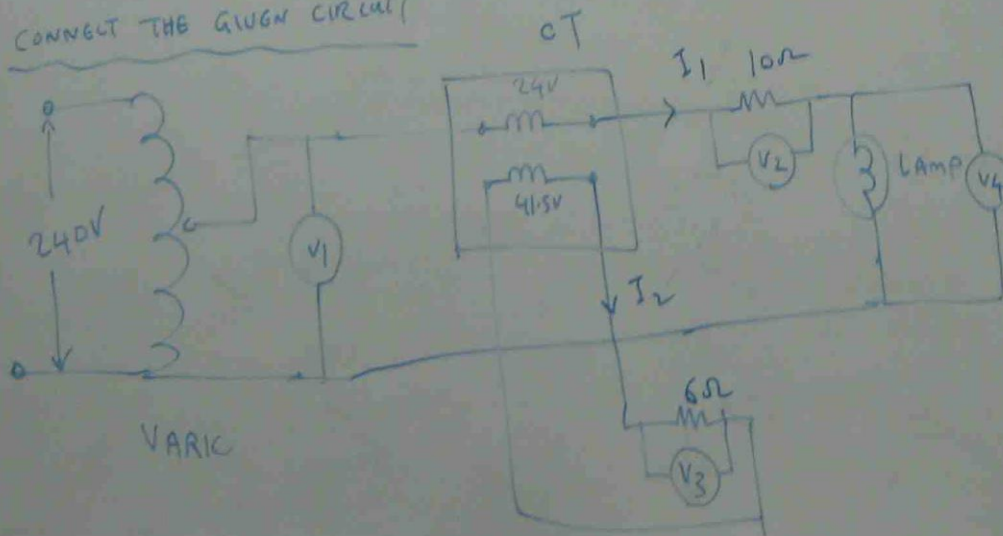 CONNECT THE GIVEN CIRCUIT
CT
I1 10Ω
24V
V2
LAMP
V4
41.5V
240V
V1
I2
6Ω
VARIC
V3